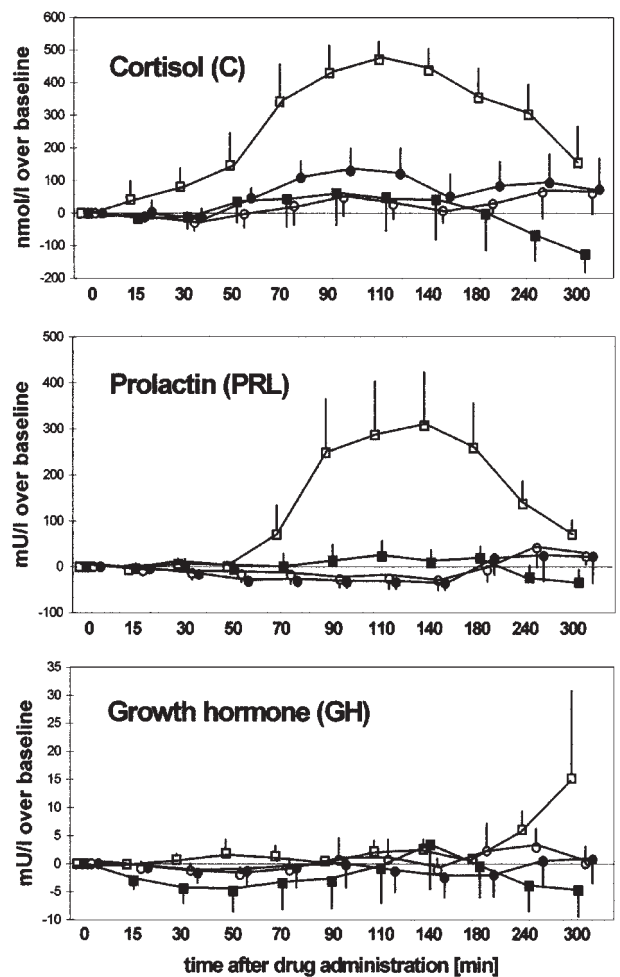 600
500
400
300
200
100
0
-100
-200
Cortisol (C)
nmol/l over baseline
0 15 30 50 70 90 110 140 180 240 300
500
400
300
200
100
0
-100
Prolactin (PRL)
mU/l over baseline
0 15 30 50 70 90 110 140 180 240 300
35
30
25
20
15
10
5
0
-5
-10
Growth hormone (GH)
mU/l over baseline
0 15 30 50 70 90 110 140 180 240 300
time after drug administration [min]